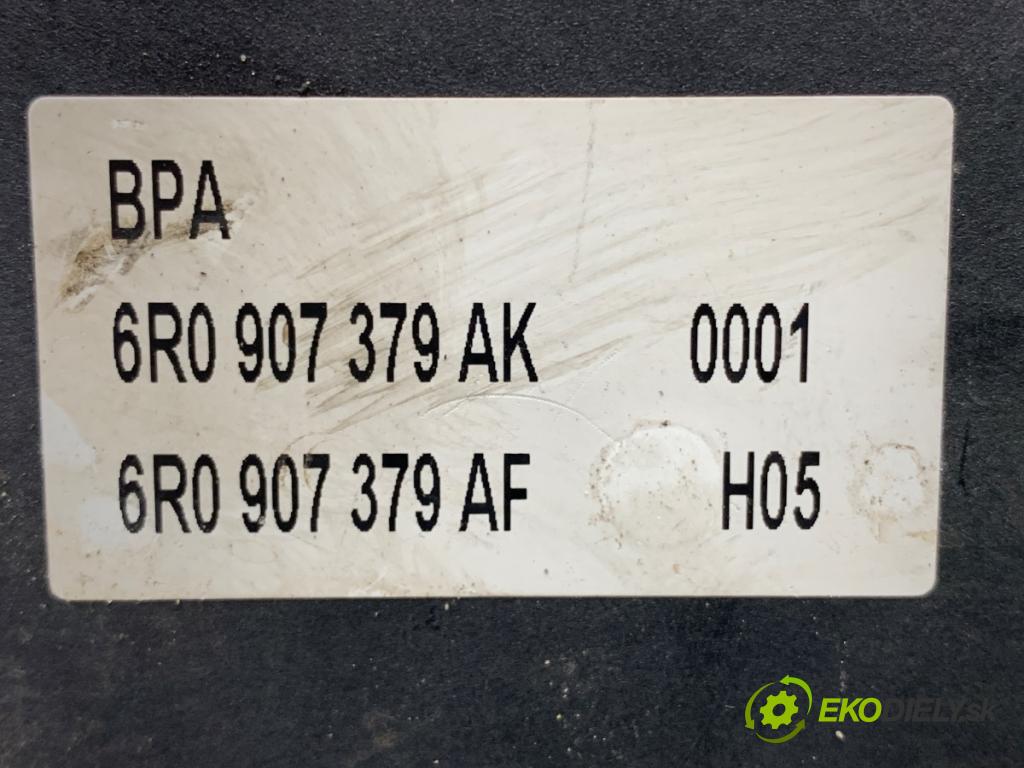 BPA
6R0 907 379 AK 0001
6R0 907 379 AF H05
EKODIELY.SK